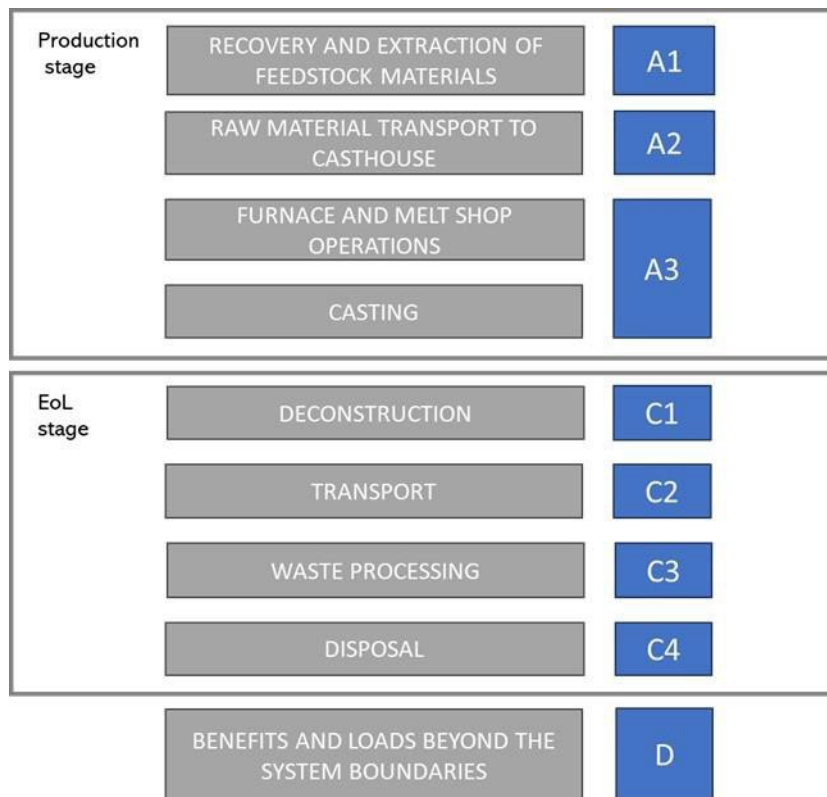 Production
stage
RECOVERY AND EXTRACTION OF
FEEDSTOCK MATERIALS
A1
RAW MATERIAL TRANSPORT TO
CASTHOUSE
A2
FURNACE AND MELT SHOP
OPERATIONS
A3
CASTING
EoL
stage
DECONSTRUCTION
C1
TRANSPORT
C2
WASTE PROCESSING
C3
DISPOSAL
C4
BENEFITS AND LOADS BEYOND THE
SYSTEM BOUNDARIES
D